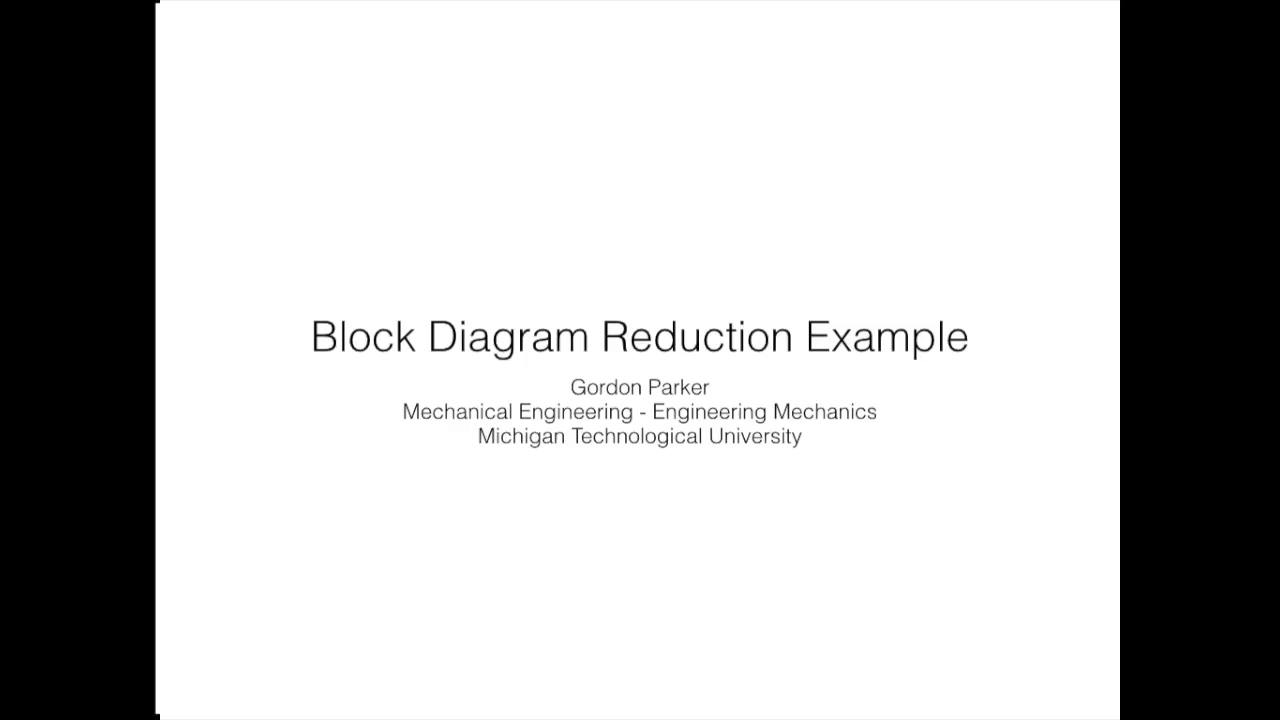 Block Diagram Reduction Example
Gordon Parker
Mechanical Engineering - Engineering Mechanics
Michigan Technological University